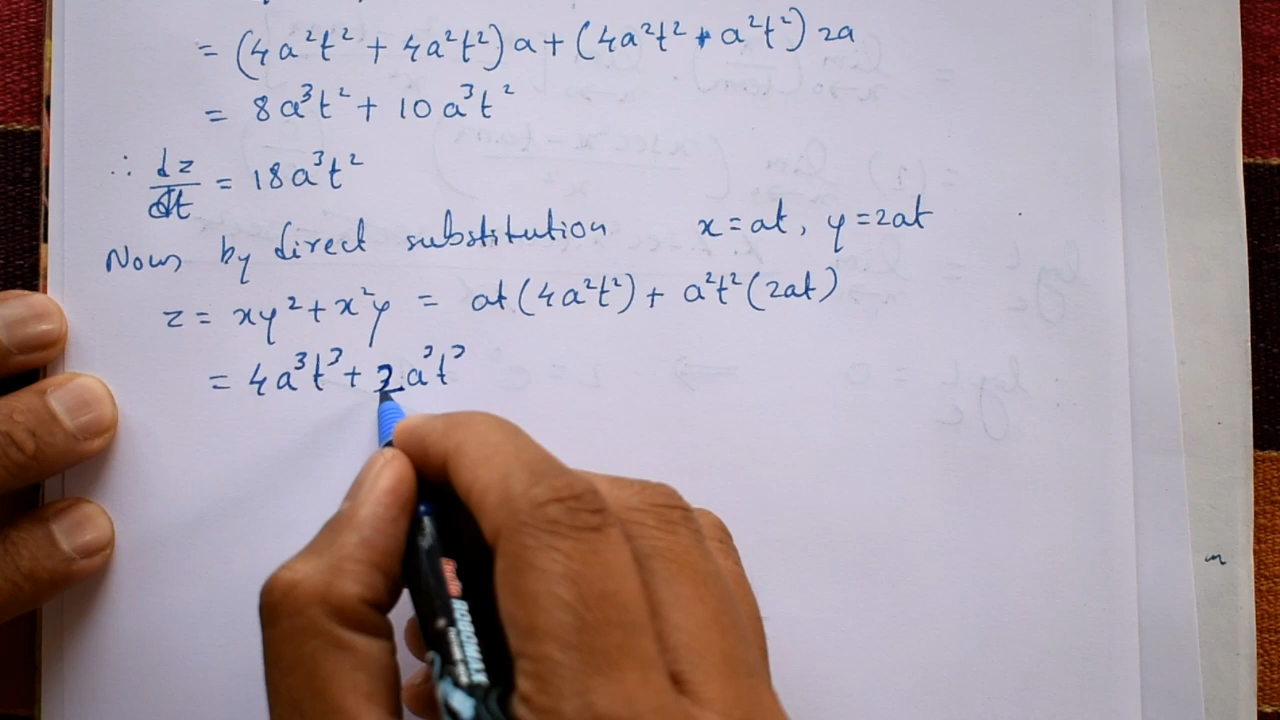 = (4a²t² + 4a²t²)a + (4a²t² + a²t²) 2a
= 8a³t² + 10a³t²
∴ dz/dt = 18a³t²
Now by direct substitution x = at, y = 2at
z = xy² + x²y = at(4a²t²) + a²t²(2at)
= 4a³t³ + 2a³t³